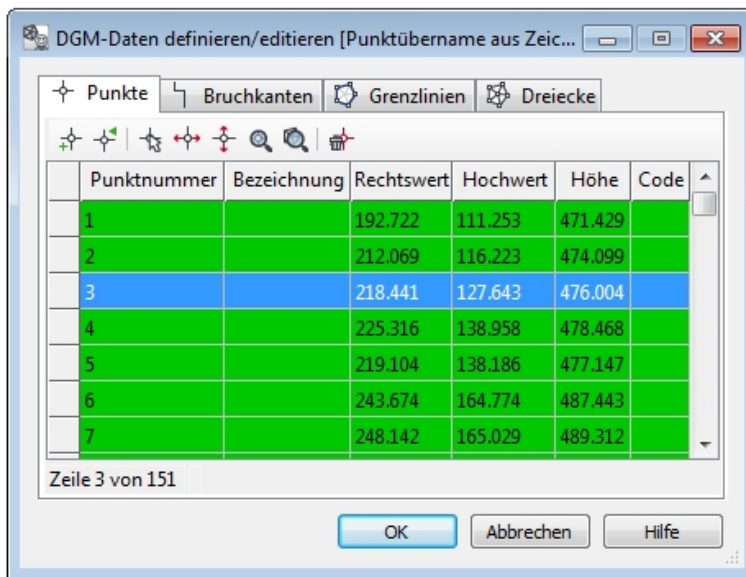 DGM-Daten definieren/editieren [Punktübername aus Zeic...
Punkte Bruchkanten Grenzlinien Dreiecke
Punktnummer Bezeichnung Rechtswert Hochwert Höhe Code
1 192.722 111.253 471.429
2 212.069 116.223 474.099
3 218.441 127.643 476.004
4 225.316 138.958 478.468
5 219.104 138.186 477.147
6 243.674 164.774 487.443
7 248.142 165.029 489.312
Zeile 3 von 151
OK Abbrechen Hilfe